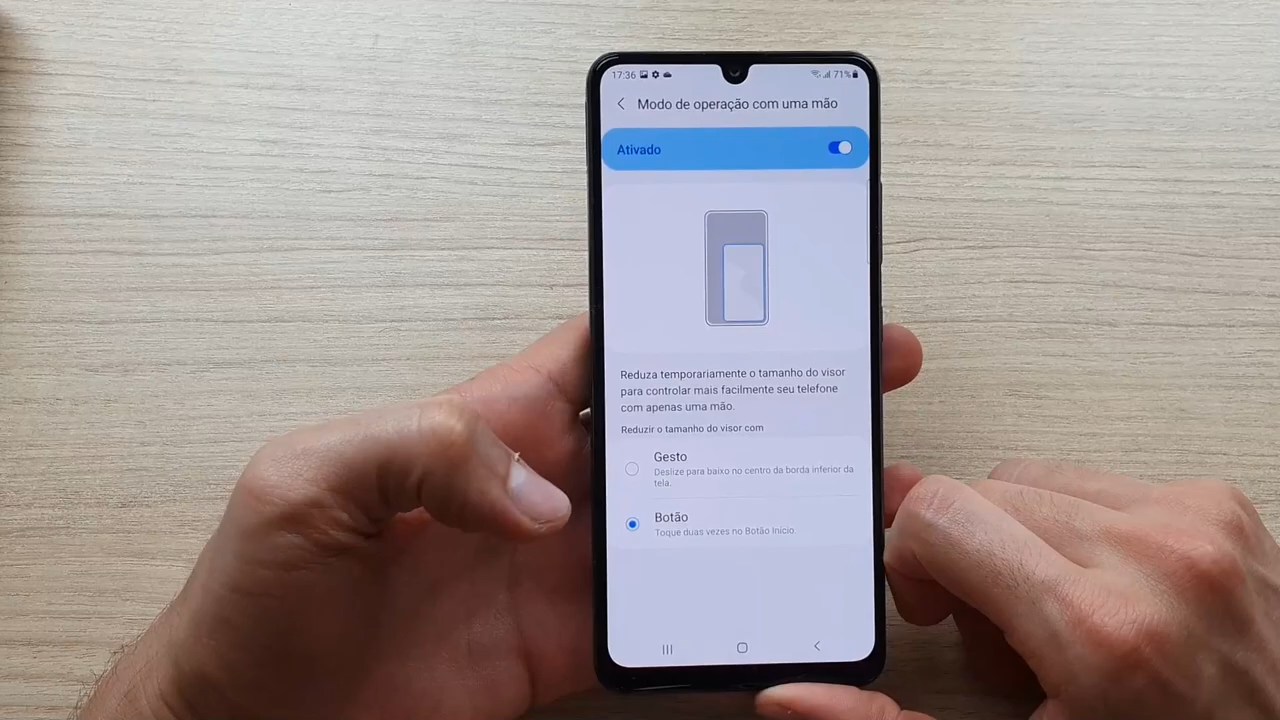 17:36 71%
Modo de operação com uma mão
Ativado
Reduza temporariamente o tamanho do visor
para controlar mais facilmente seu telefone
com apenas uma mão.
Reduzir o tamanho do visor com
Gesto
Deslize para baixo no centro da borda inferior da
tela.
Botão
Toque duas vezes no Botão Início.